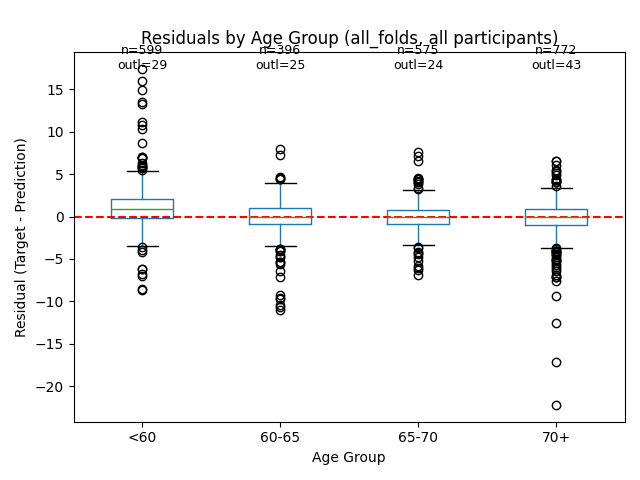 Residuals by Age Group (all_folds, all participants)
n=599
outl=29
n=396
outl=25
n=575
outl=24
n=772
outl=43
15
10
5
0
−5
−10
−15
−20
Residual (Target - Prediction)
<60
60-65
65-70
70+
Age Group